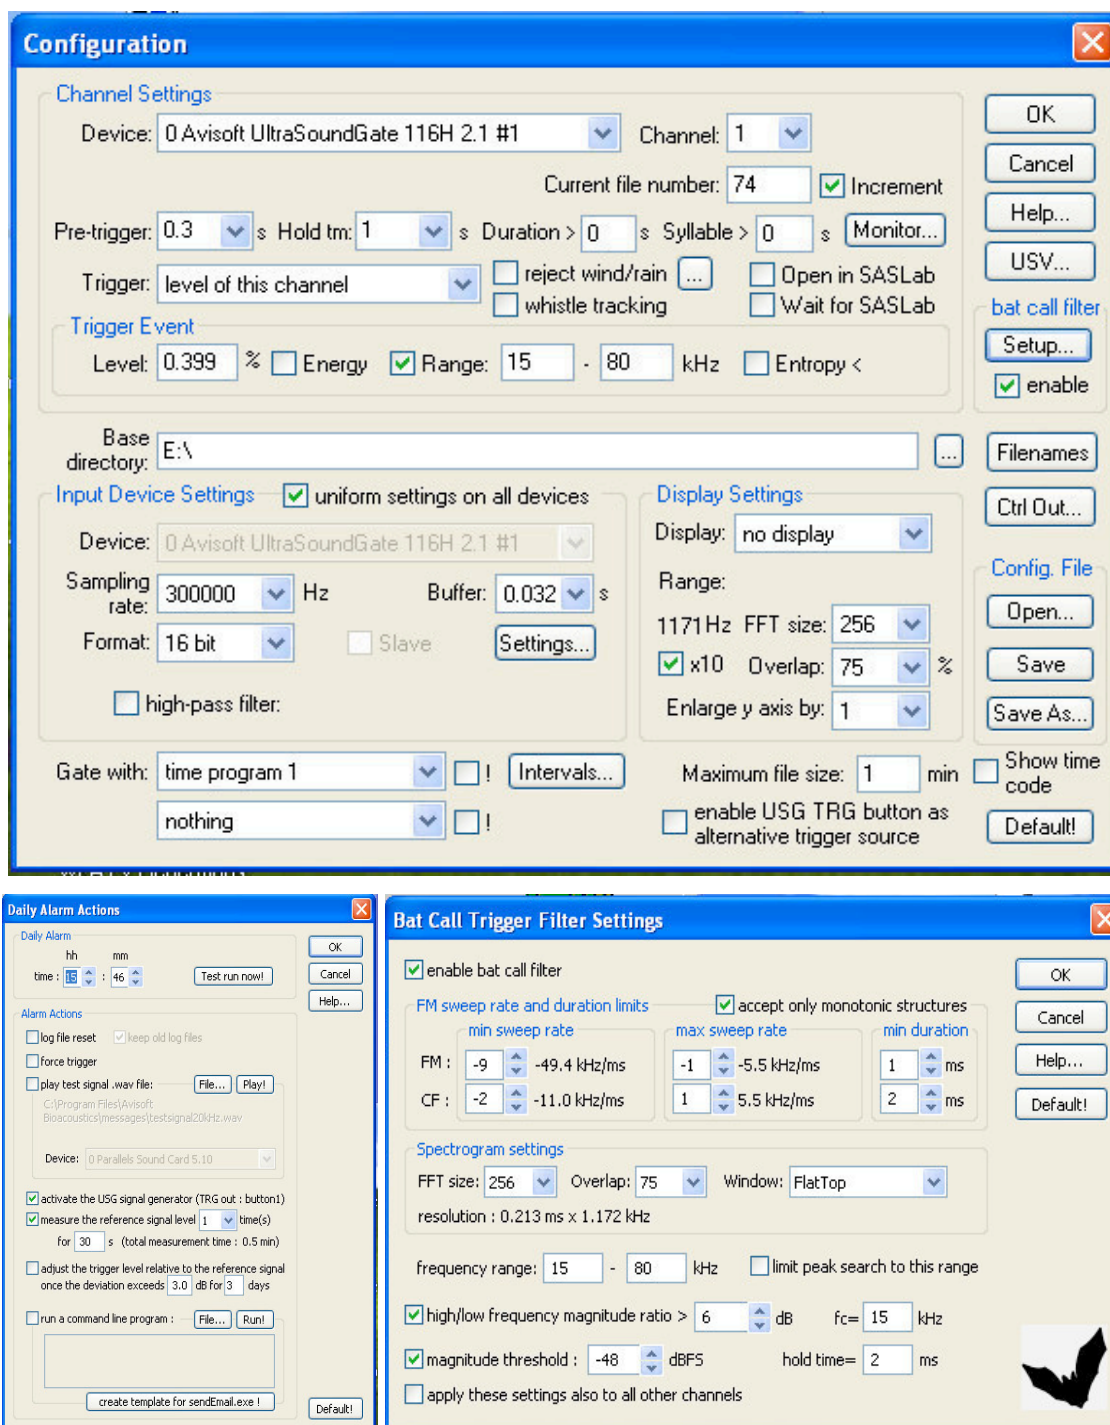 Configuration
Channel Settings
Device: 0 Avisoft UltraSoundGate 116H 2.1 #1 Channel: 1
Current file number: 74 Increment
Pre-trigger: 0.3 s Hold tm: 1 s Duration > 0 s Syllable > 0 s Monitor...
Trigger: level of this channel reject wind/rain ... Open in SASLab
whistle tracking Wait for SASLab
Trigger Event
Level: 0.399 % Energy Range: 15 - 80 kHz Entropy <
OK
Cancel
Help...
USV...
bat call filter
Setup...
enable
Base directory: E:\ ...
Filenames
Ctrl Out...
Input Device Settings uniform settings on all devices
Device: 0 Avisoft UltraSoundGate 116H 2.1 #1
Sampling rate: 300000 Hz Buffer: 0.032 s
Format: 16 bit Slave Settings...
high-pass filter:
Display Settings
Display: no display
Range:
1171Hz FFT size: 256
x10 Overlap: 75 %
Enlarge y axis by: 1
Config. File
Open...
Save
Save As...
Gate with: time program 1 ! Intervals...
nothing !
Maximum file size: 1 min
Show time code
enable USG TRG button as
alternative trigger source
Default!
Daily Alarm Actions
Daily Alarm
hh mm
time : 15 : 46 Test run now!
OK
Cancel
Help...
Alarm Actions
log file reset keep old log files
force trigger
play test signal .wav file: File... Play!
C:\Program Files\Avisoft
Bioacoustics\messages\testsignal20kHz.wav
Device: 0 Parallels Sound Card 5.10
activate the USG signal generator (TRG out : button1)
measure the reference signal level 1 time(s)
for 30 s (total measurement time : 0.5 min)
adjust the trigger level relative to the reference signal
once the deviation exceeds 3.0 dB for 3 days
run a command line program : File... Run!
create template for sendEmail.exe !
Default!
Bat Call Trigger Filter Settings
enable bat call filter
FM sweep rate and duration limits accept only monotonic structures
min sweep rate max sweep rate min duration
FM : -9 -49.4 kHz/ms -1 -5.5 kHz/ms 1 ms
CF : -2 -11.0 kHz/ms 1 5.5 kHz/ms 2 ms
OK
Cancel
Help...
Default!
Spectrogram settings
FFT size: 256 Overlap: 75 Window: FlatTop
resolution : 0.213 ms x 1.172 kHz
frequency range: 15 - 80 kHz limit peak search to this range
high/low frequency magnitude ratio > 6 dB fc= 15 kHz
magnitude threshold : -48 dBFS hold time= 2 ms
apply these settings also to all other channels